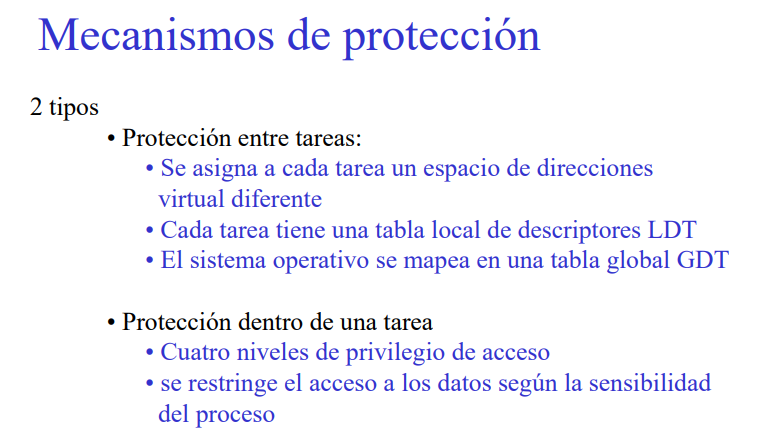 Mecanismos de protección
2 tipos
• Protección entre tareas:
• Se asigna a cada tarea un espacio de direcciones
virtual diferente
• Cada tarea tiene una tabla local de descriptores LDT
• El sistema operativo se mapea en una tabla global GDT
• Protección dentro de una tarea
• Cuatro niveles de privilegio de acceso
• se restringe el acceso a los datos según la sensibilidad
del proceso